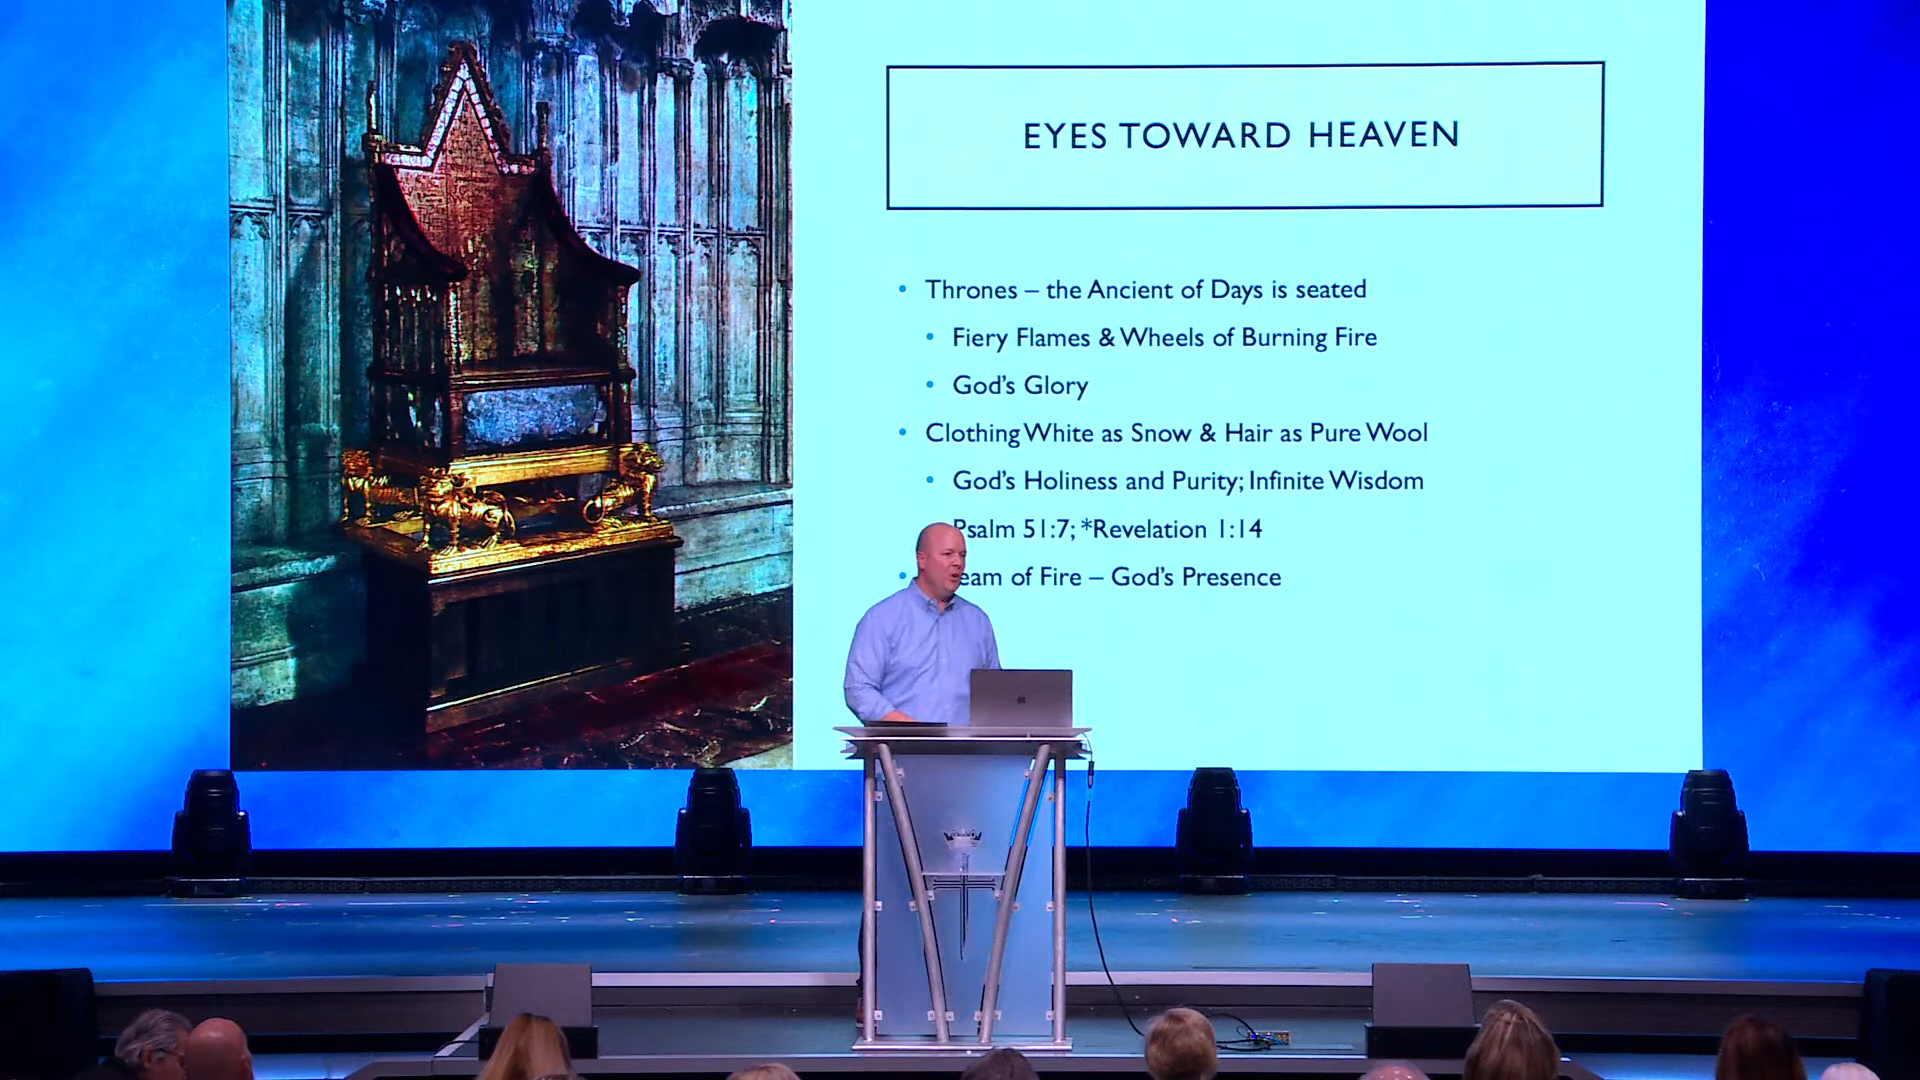 EYES TOWARD HEAVEN
• Thrones – the Ancient of Days is seated
• Fiery Flames & Wheels of Burning Fire
• God's Glory
• Clothing White as Snow & Hair as Pure Wool
• God's Holiness and Purity; Infinite Wisdom
Psalm 51:7; *Revelation 1:14
• of Fire – God's Presence